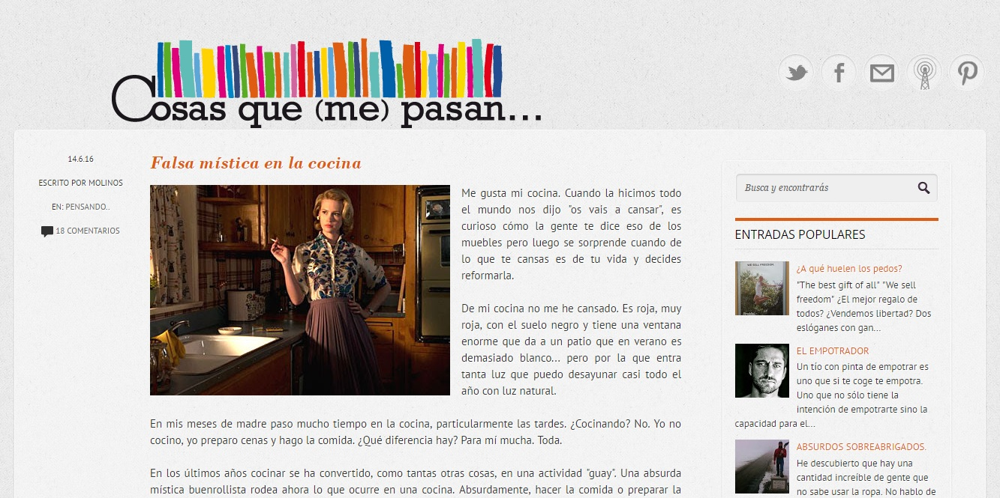 Cosas que (me) pasan...
14.6.16
ESCRITO POR MOLINOS
EN: PENSANDO..
18 COMENTARIOS
Falsa mística en la cocina
Me gusta mi cocina. Cuando la hicimos todo
el mundo nos dijo "os vais a cansar", es
curioso cómo la gente te dice eso de los
muebles pero luego se sorprende cuando de
lo que te cansas es de tu vida y decides
reformarla.
De mi cocina no me he cansado. Es roja, muy
roja, con el suelo negro y tiene una ventana
enorme que da a un patio que en verano es
demasiado blanco... pero por la que entra
tanta luz que puedo desayunar casi todo el
año con luz natural.
En mis meses de madre paso mucho tiempo en la cocina, particularmente las tardes. ¿Cocinando? No. Yo no
cocino, yo preparo cenas y hago la comida. ¿Qué diferencia hay? Para mí mucha. Toda.
En los últimos años cocinar se ha convertido, como tantas otras cosas, en una actividad "guay". Una absurda
mística buenrollista rodea ahora lo que ocurre en una cocina. Absurdamente, hacer la comida o preparar la
Busca y encontrarás
ENTRADAS POPULARES
WE SELL FREEDOM.
¿A qué huelen los pedos?
"The best gift of all" "We sell
freedom" ¿El mejor regalo de
todos? ¿Vendemos libertad? Dos
eslóganes con gan...
EL EMPOTRADOR
Un tío con pinta de empotrar es
uno que si te coge te empotra.
Uno que no sólo tiene la
intención de empotrarte sino la
capacidad para el...
ABSURDOS SOBREABRIGADOS.
He descubierto que hay una
cantidad increíble de gente que
no sabe usar la ropa. No hablo de